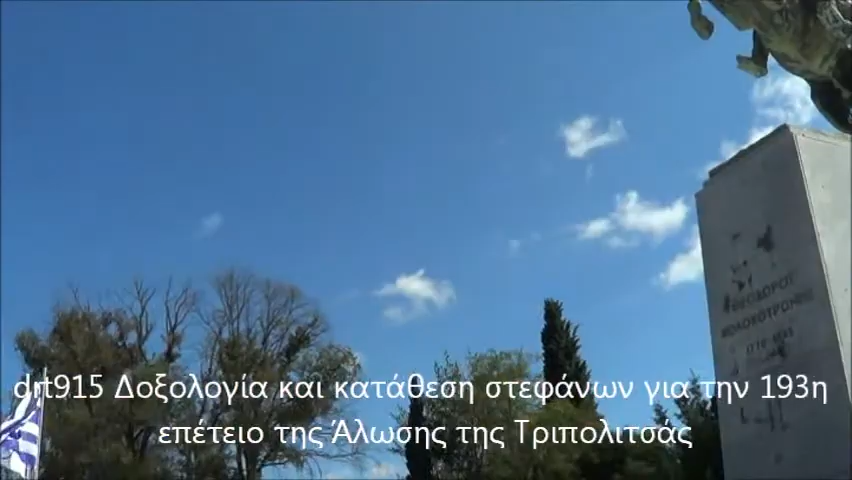 ΘΕΟΔΩΡΟΣ
ΚΟΛΟΚΟΤΡΩΝΗΣ
drt915 Δοξολογία και κατάθεση στεφάνων για την 193η
επέτειο της Άλωσης της Τριπολιτσάς